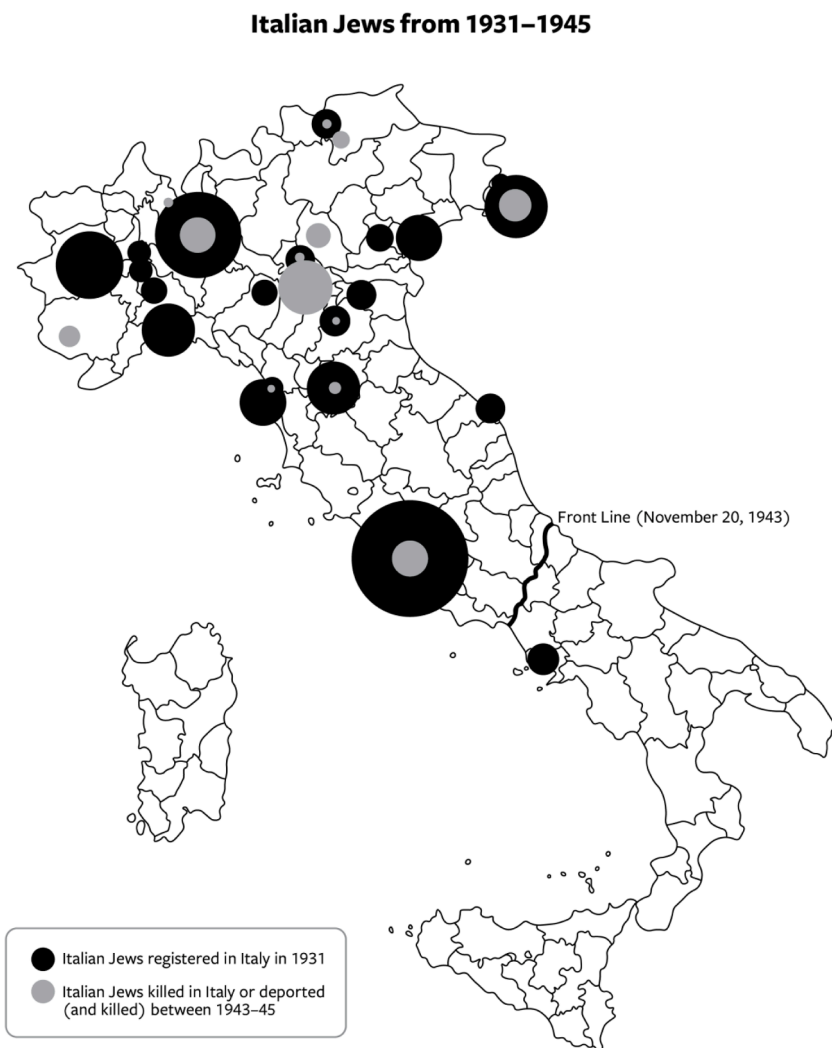 Italian Jews from 1931–1945
Front Line (November 20, 1943)
Italian Jews registered in Italy in 1931
Italian Jews killed in Italy or deported
(and killed) between 1943–45